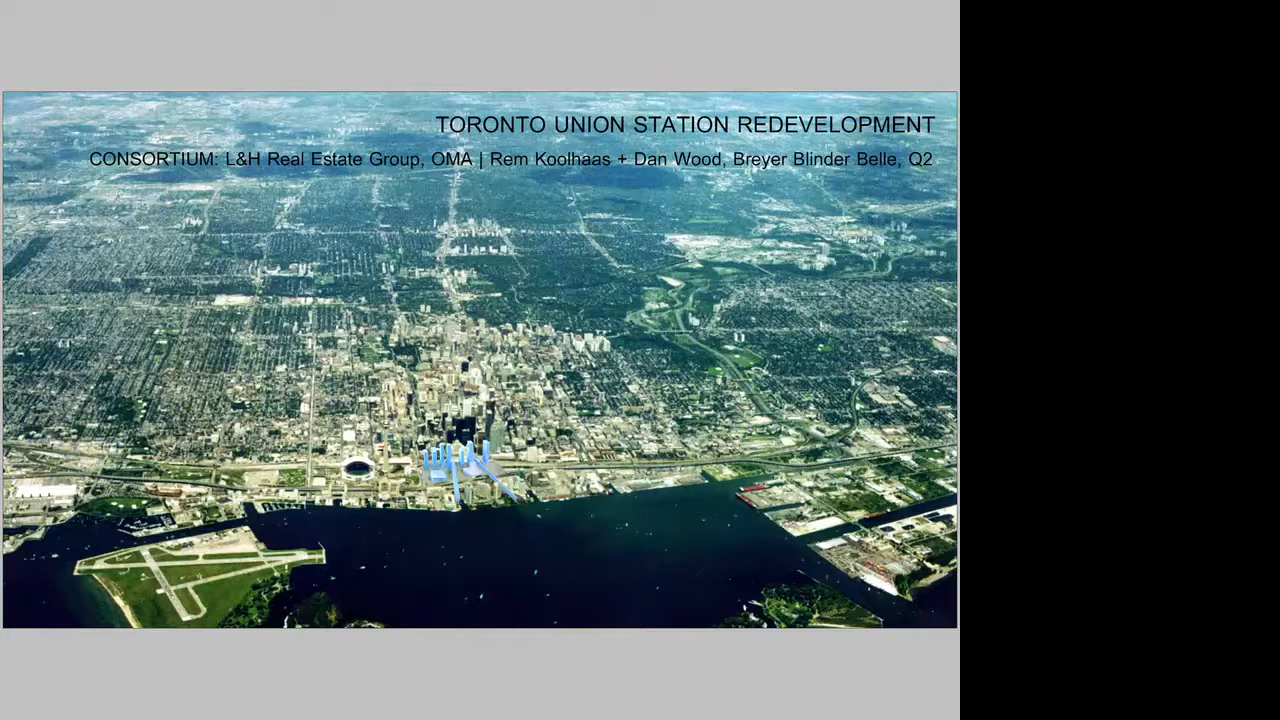 TORONTO UNION STATION REDEVELOPMENT
CONSORTIUM: L&H Real Estate Group, OMA | Rem Koolhaas + Dan Wood, Breyer Blinder Belle, Q2